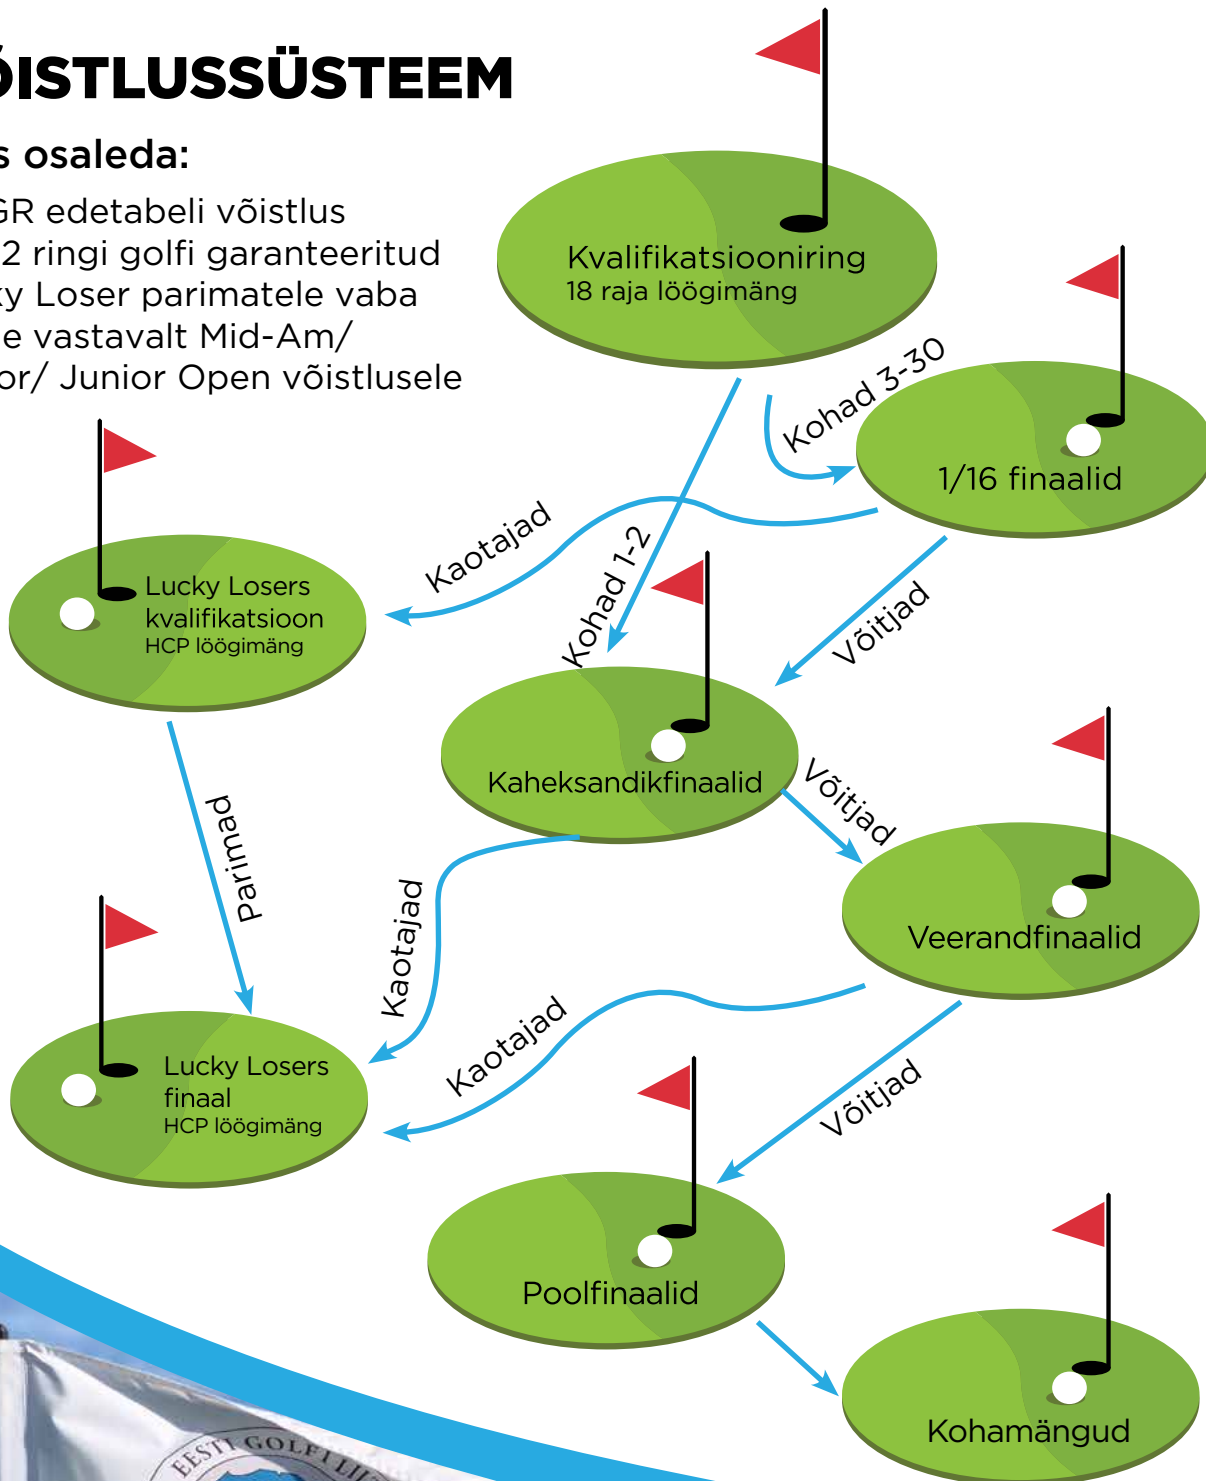 ÕISTLUSSÜSTEEM
s osaleda:
GR edetabeli võistlus
2 ringi golfi garanteeritud
ky Loser parimatele vaba
e vastavalt Mid-Am/
or/ Junior Open võistlusele
Kvalifikatsiooniring
18 raja löögimäng
Kohad 3-30
1/16 finaalid
Kaotajad
Kohad 1-2
Võitjad
Lucky Losers
kvalifikatsioon
HCP löögimäng
Kaheksandikfinaalid
Võitjad
Parimad
Kaotajad
Veerandfinaalid
Kaotajad
Võitjad
Lucky Losers
finaal
HCP löögimäng
Poolfinaalid
Kohamängud
EESTI GOLFI